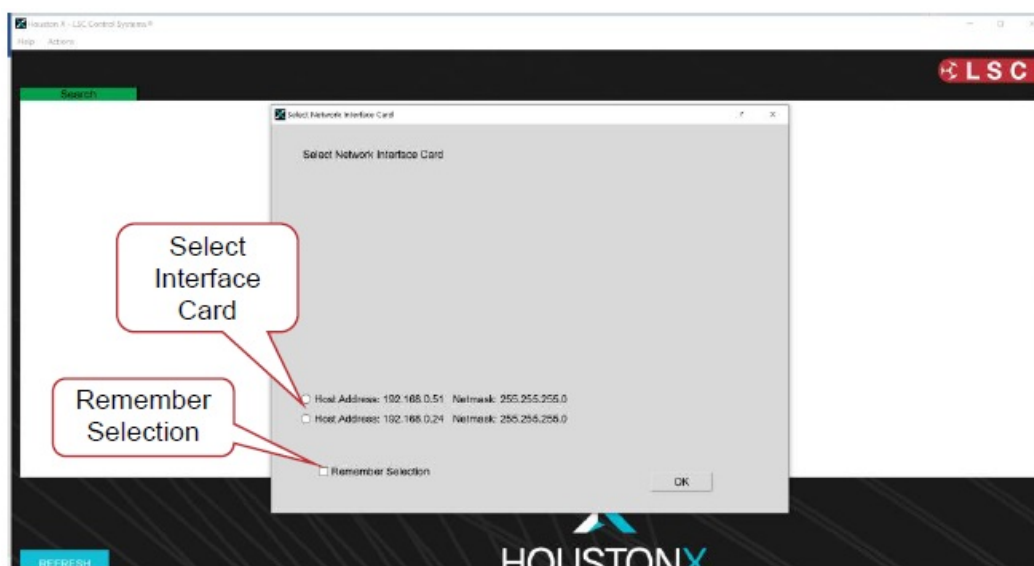 Houston X - LSC Control Systems®
Help Actions
LSC
Search
Select Network Interface Card
Select Network Interface Card
Select
Interface
Card
Host Address: 192.168.0.51 Netmask: 255.255.255.0
Host Address: 192.168.0.24 Netmask: 255.255.255.0
Remember
Selection
Remember Selection
OK
HOUSTONX
REFRESH